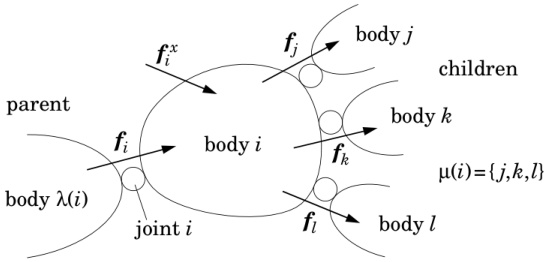 parent
body λ(i)
f_i
joint i
f_i^x
body i
f_j
body j
f_k
body k
f_l
body l
children
μ(i)={j,k,l}